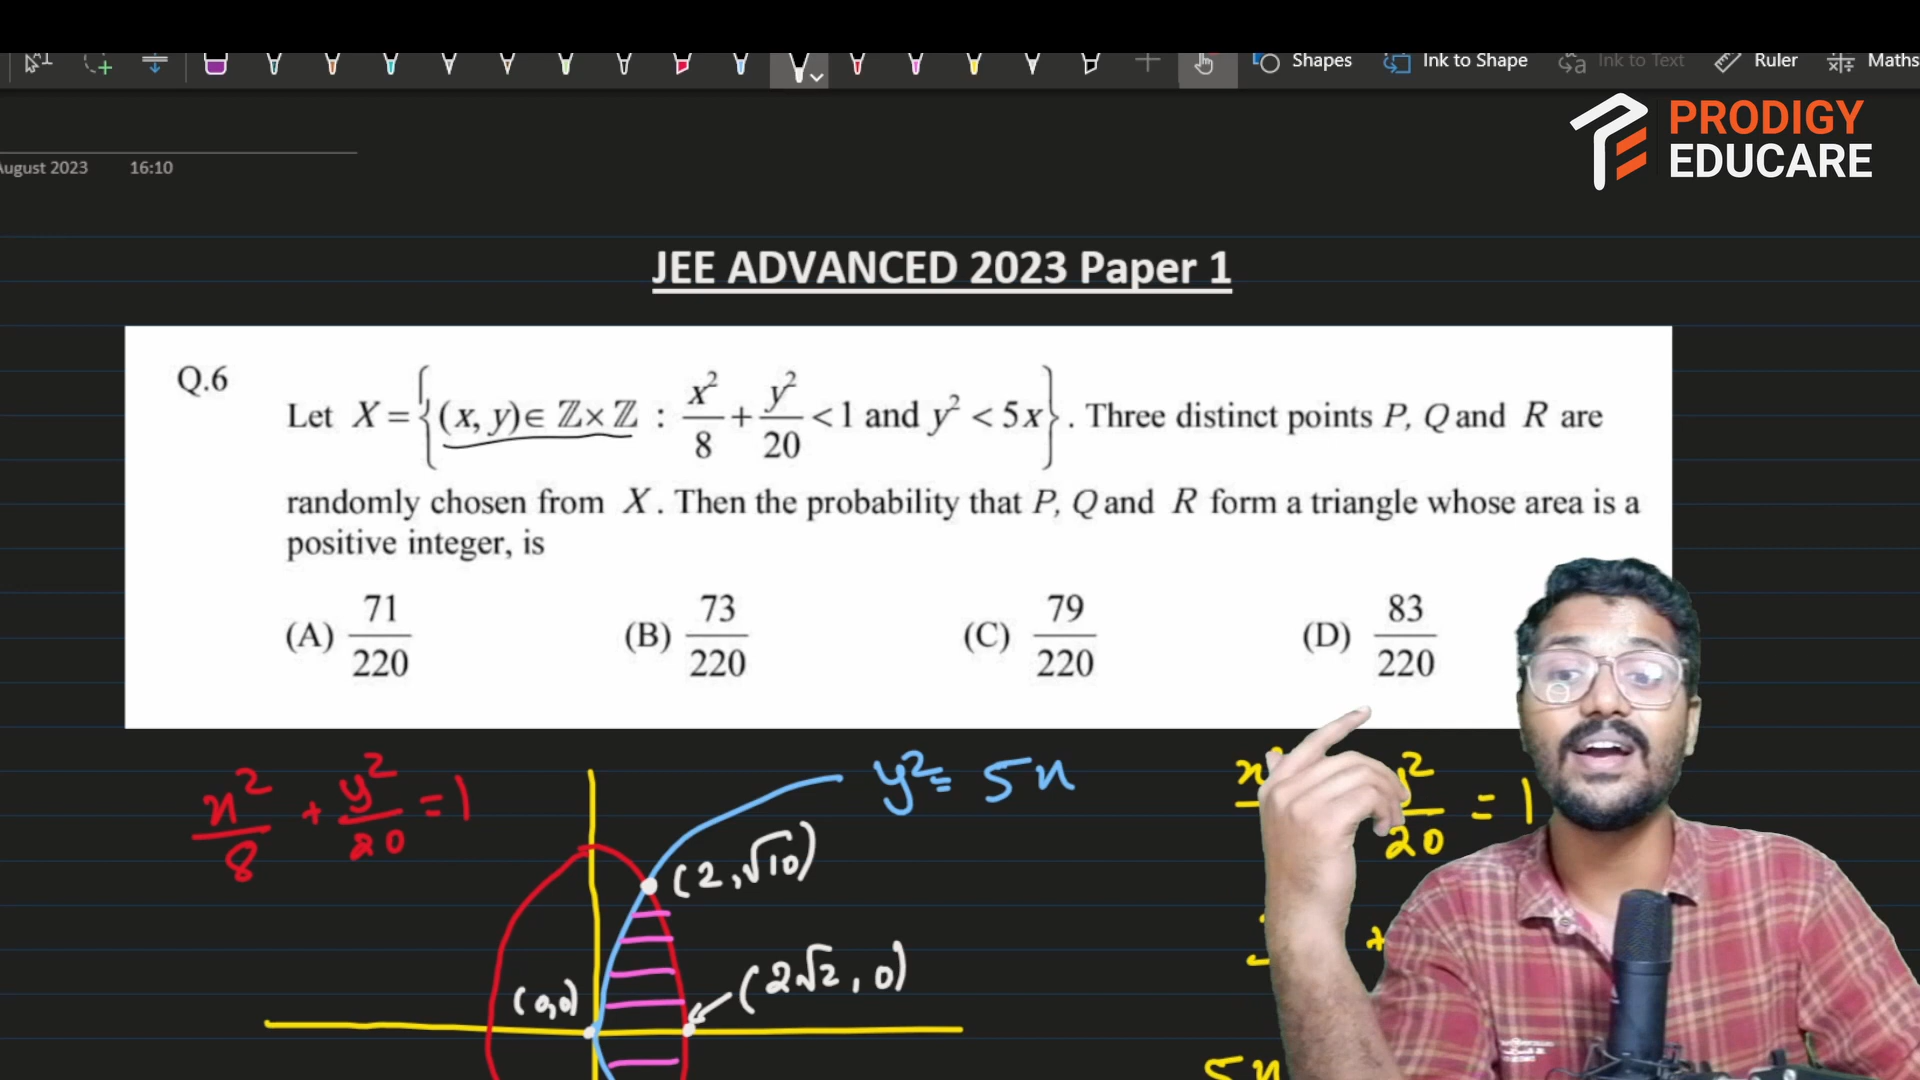 Shapes Ink to Shape Ink to Text Ruler Maths
PRODIGY
EDUCARE
August 2023 16:10
JEE ADVANCED 2023 Paper 1
Q.6
Let X = {(x, y) ∈ ℤ × ℤ : x²/8 + y²/20 < 1 and y² < 5x}. Three distinct points P, Q and R are
randomly chosen from X. Then the probability that P, Q and R form a triangle whose area is a
positive integer, is
(A) 71/220 (B) 73/220 (C) 79/220 (D) 83/220
x²/8 + y²/20 = 1
y² = 5x
y²/20 = 1
(2, √10)
(2√2, 0)
(0,0)
5x